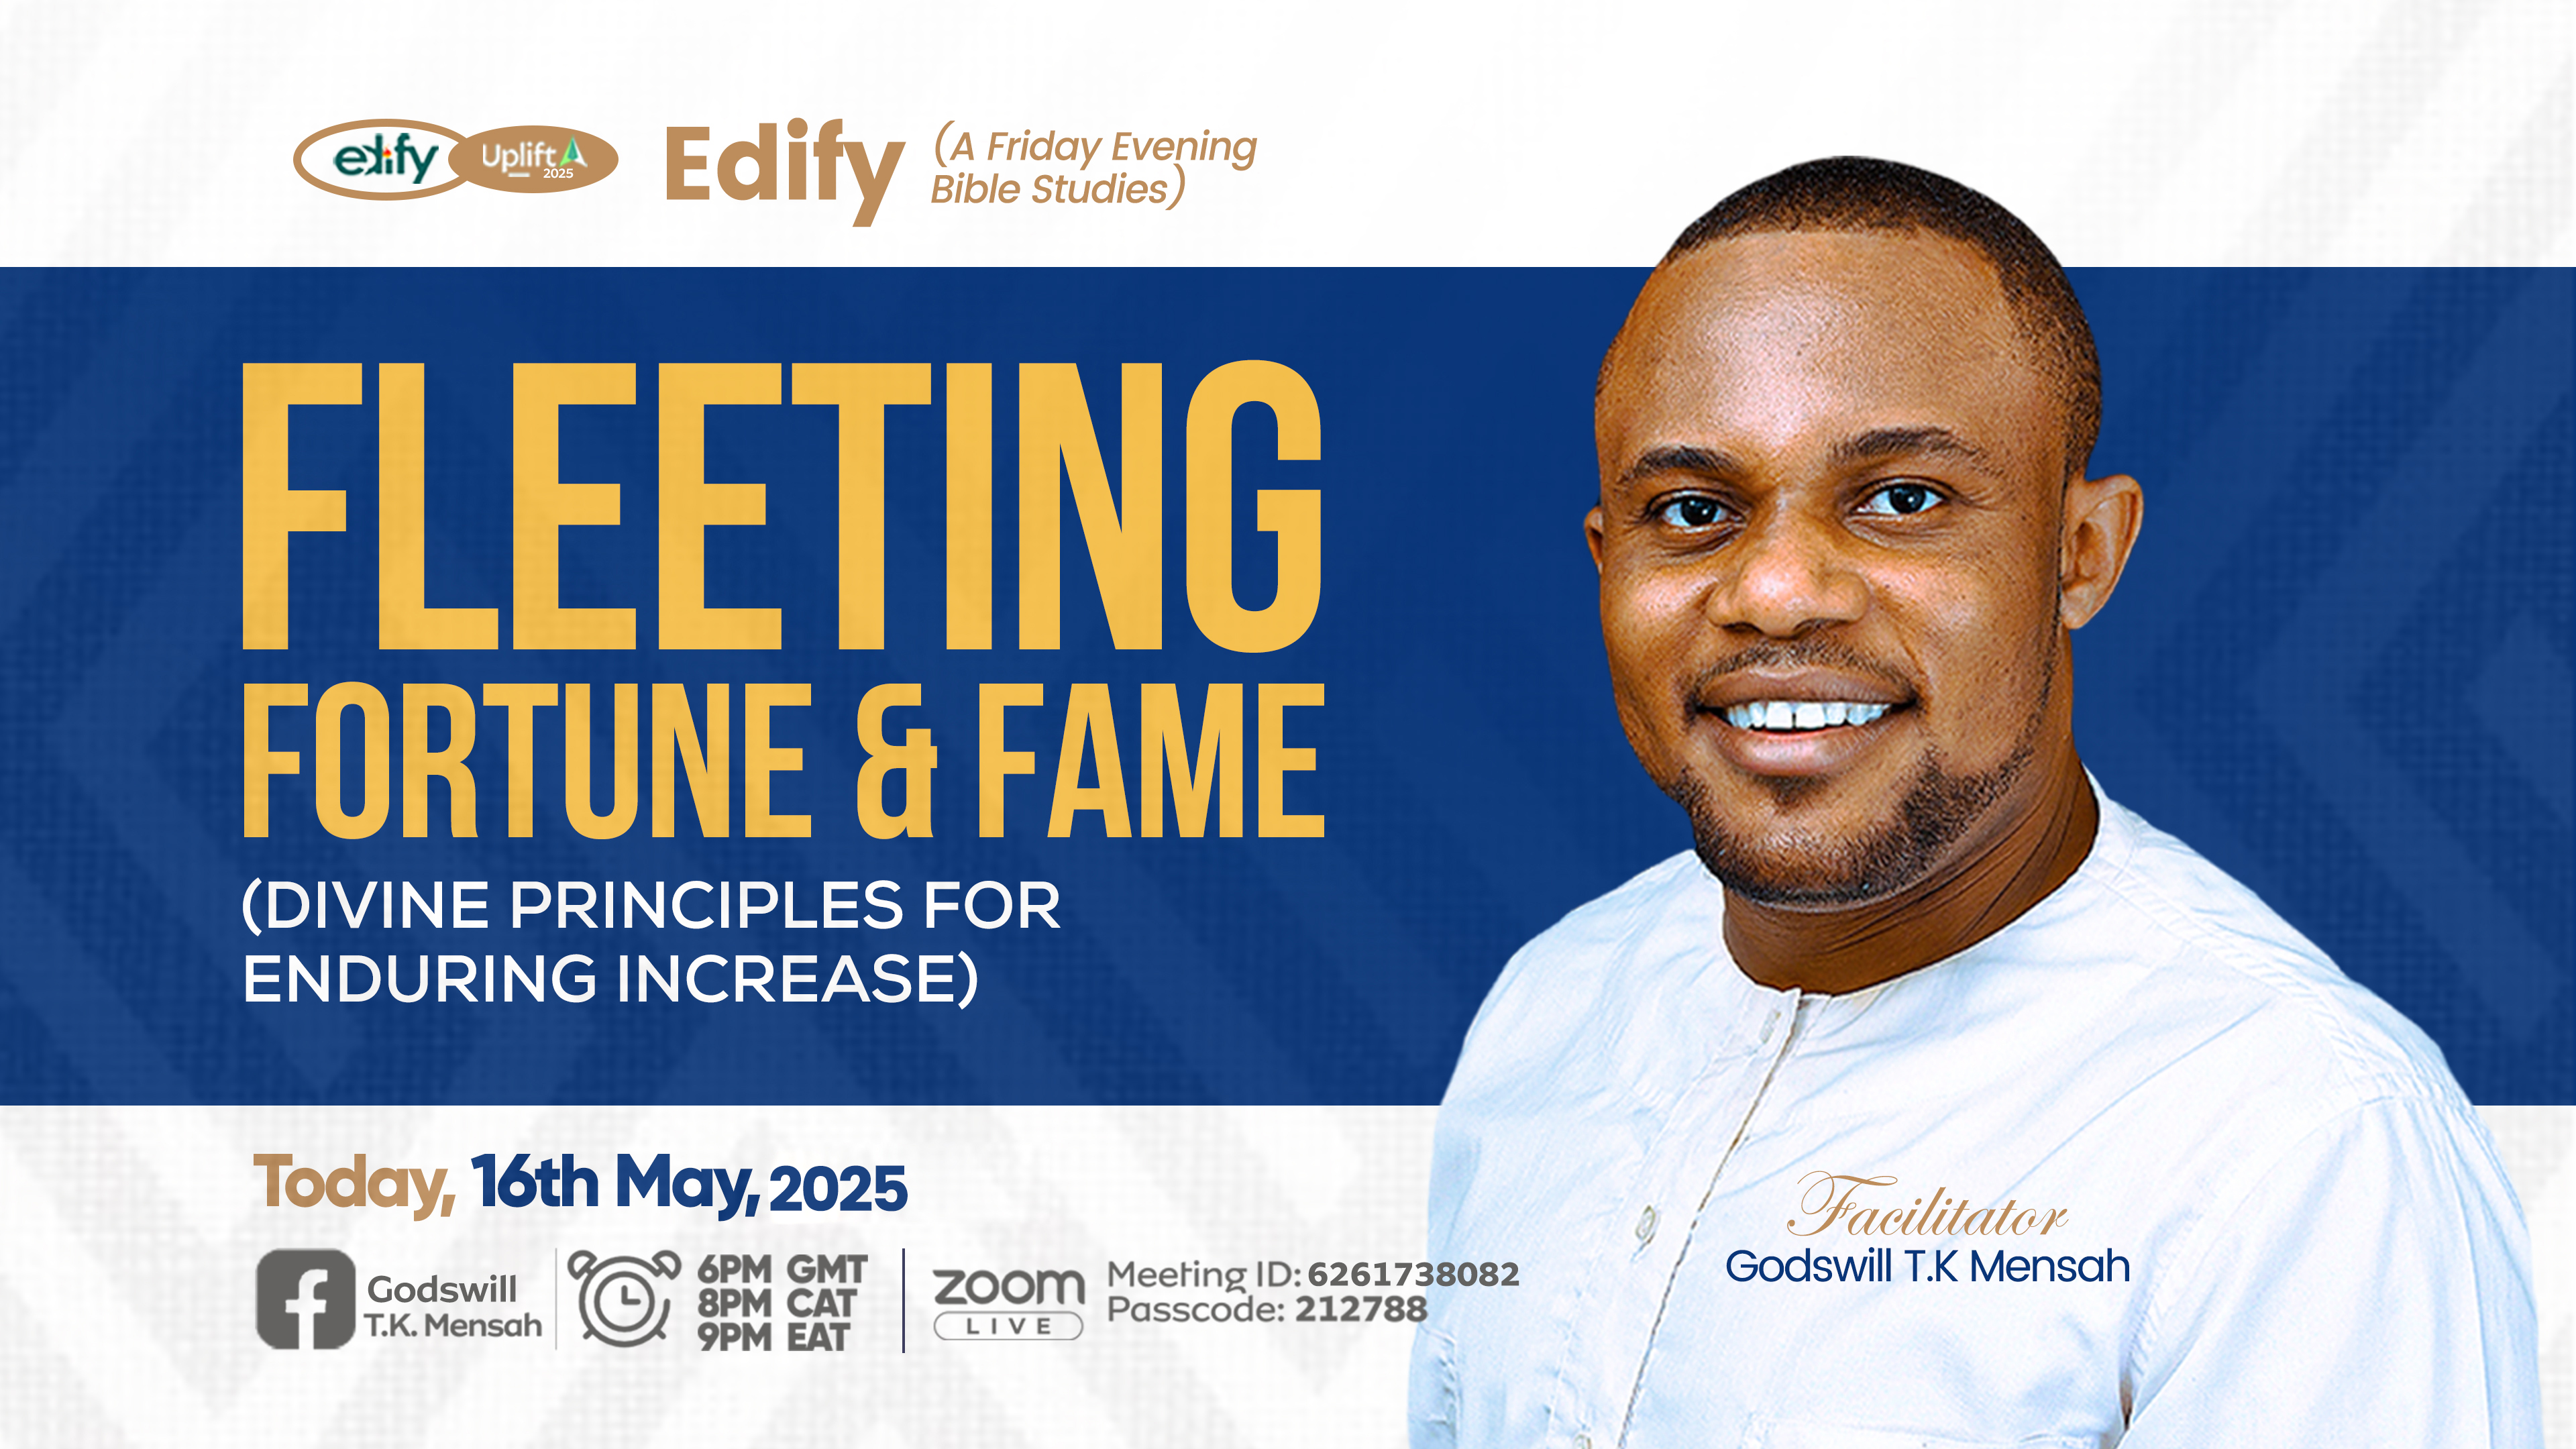 edify
Uplift
2025
Edify
(A Friday Evening
Bible Studies)
FLEETING
FORTUNE & FAME
(DIVINE PRINCIPLES FOR
ENDURING INCREASE)
Today, 16th May, 2025
Godswill
T.K. Mensah
6PM GMT
8PM CAT
9PM EAT
zoom
LIVE
Meeting ID: 6261738082
Passcode: 212788
Facilitator
Godswill T.K Mensah